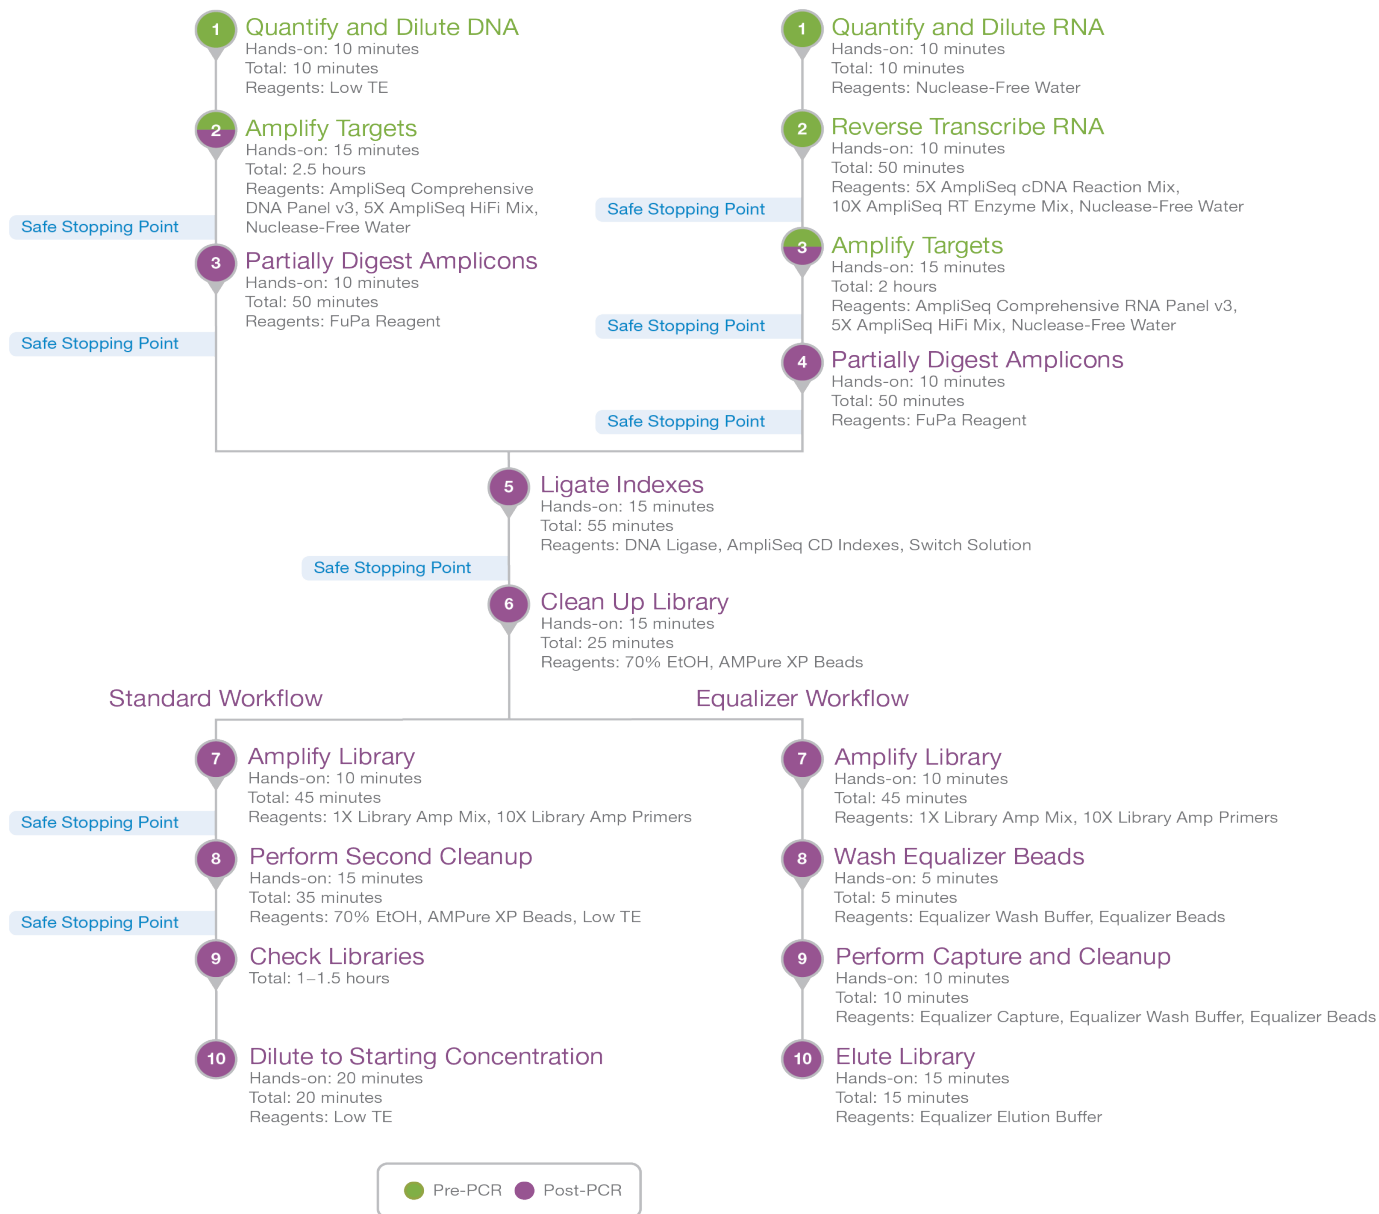 1
Quantify and Dilute DNA
Hands-on: 10 minutes
Total: 10 minutes
Reagents: Low TE
2
Amplify Targets
Hands-on: 15 minutes
Total: 2.5 hours
Reagents: AmpliSeq Comprehensive
DNA Panel v3, 5X AmpliSeq HiFi Mix,
Nuclease-Free Water
Safe Stopping Point
3
Partially Digest Amplicons
Hands-on: 10 minutes
Total: 50 minutes
Reagents: FuPa Reagent
Safe Stopping Point
1
Quantify and Dilute RNA
Hands-on: 10 minutes
Total: 10 minutes
Reagents: Nuclease-Free Water
2
Reverse Transcribe RNA
Hands-on: 10 minutes
Total: 50 minutes
Reagents: 5X AmpliSeq cDNA Reaction Mix,
10X AmpliSeq RT Enzyme Mix, Nuclease-Free Water
Safe Stopping Point
3
Amplify Targets
Hands-on: 15 minutes
Total: 2 hours
Reagents: AmpliSeq Comprehensive RNA Panel v3,
5X AmpliSeq HiFi Mix, Nuclease-Free Water
Safe Stopping Point
4
Partially Digest Amplicons
Hands-on: 10 minutes
Total: 50 minutes
Reagents: FuPa Reagent
Safe Stopping Point
5
Ligate Indexes
Hands-on: 15 minutes
Total: 55 minutes
Reagents: DNA Ligase, AmpliSeq CD Indexes, Switch Solution
Safe Stopping Point
6
Clean Up Library
Hands-on: 15 minutes
Total: 25 minutes
Reagents: 70% EtOH, AMPure XP Beads
Standard Workflow
7
Amplify Library
Hands-on: 10 minutes
Total: 45 minutes
Reagents: 1X Library Amp Mix, 10X Library Amp Primers
Safe Stopping Point
8
Perform Second Cleanup
Hands-on: 15 minutes
Total: 35 minutes
Reagents: 70% EtOH, AMPure XP Beads, Low TE
Safe Stopping Point
9
Check Libraries
Total: 1–1.5 hours
10
Dilute to Starting Concentration
Hands-on: 20 minutes
Total: 20 minutes
Reagents: Low TE
Equalizer Workflow
7
Amplify Library
Hands-on: 10 minutes
Total: 45 minutes
Reagents: 1X Library Amp Mix, 10X Library Amp Primers
8
Wash Equalizer Beads
Hands-on: 5 minutes
Total: 5 minutes
Reagents: Equalizer Wash Buffer, Equalizer Beads
9
Perform Capture and Cleanup
Hands-on: 10 minutes
Total: 10 minutes
Reagents: Equalizer Capture, Equalizer Wash Buffer, Equalizer Beads
10
Elute Library
Hands-on: 15 minutes
Total: 15 minutes
Reagents: Equalizer Elution Buffer
Pre-PCR
Post-PCR